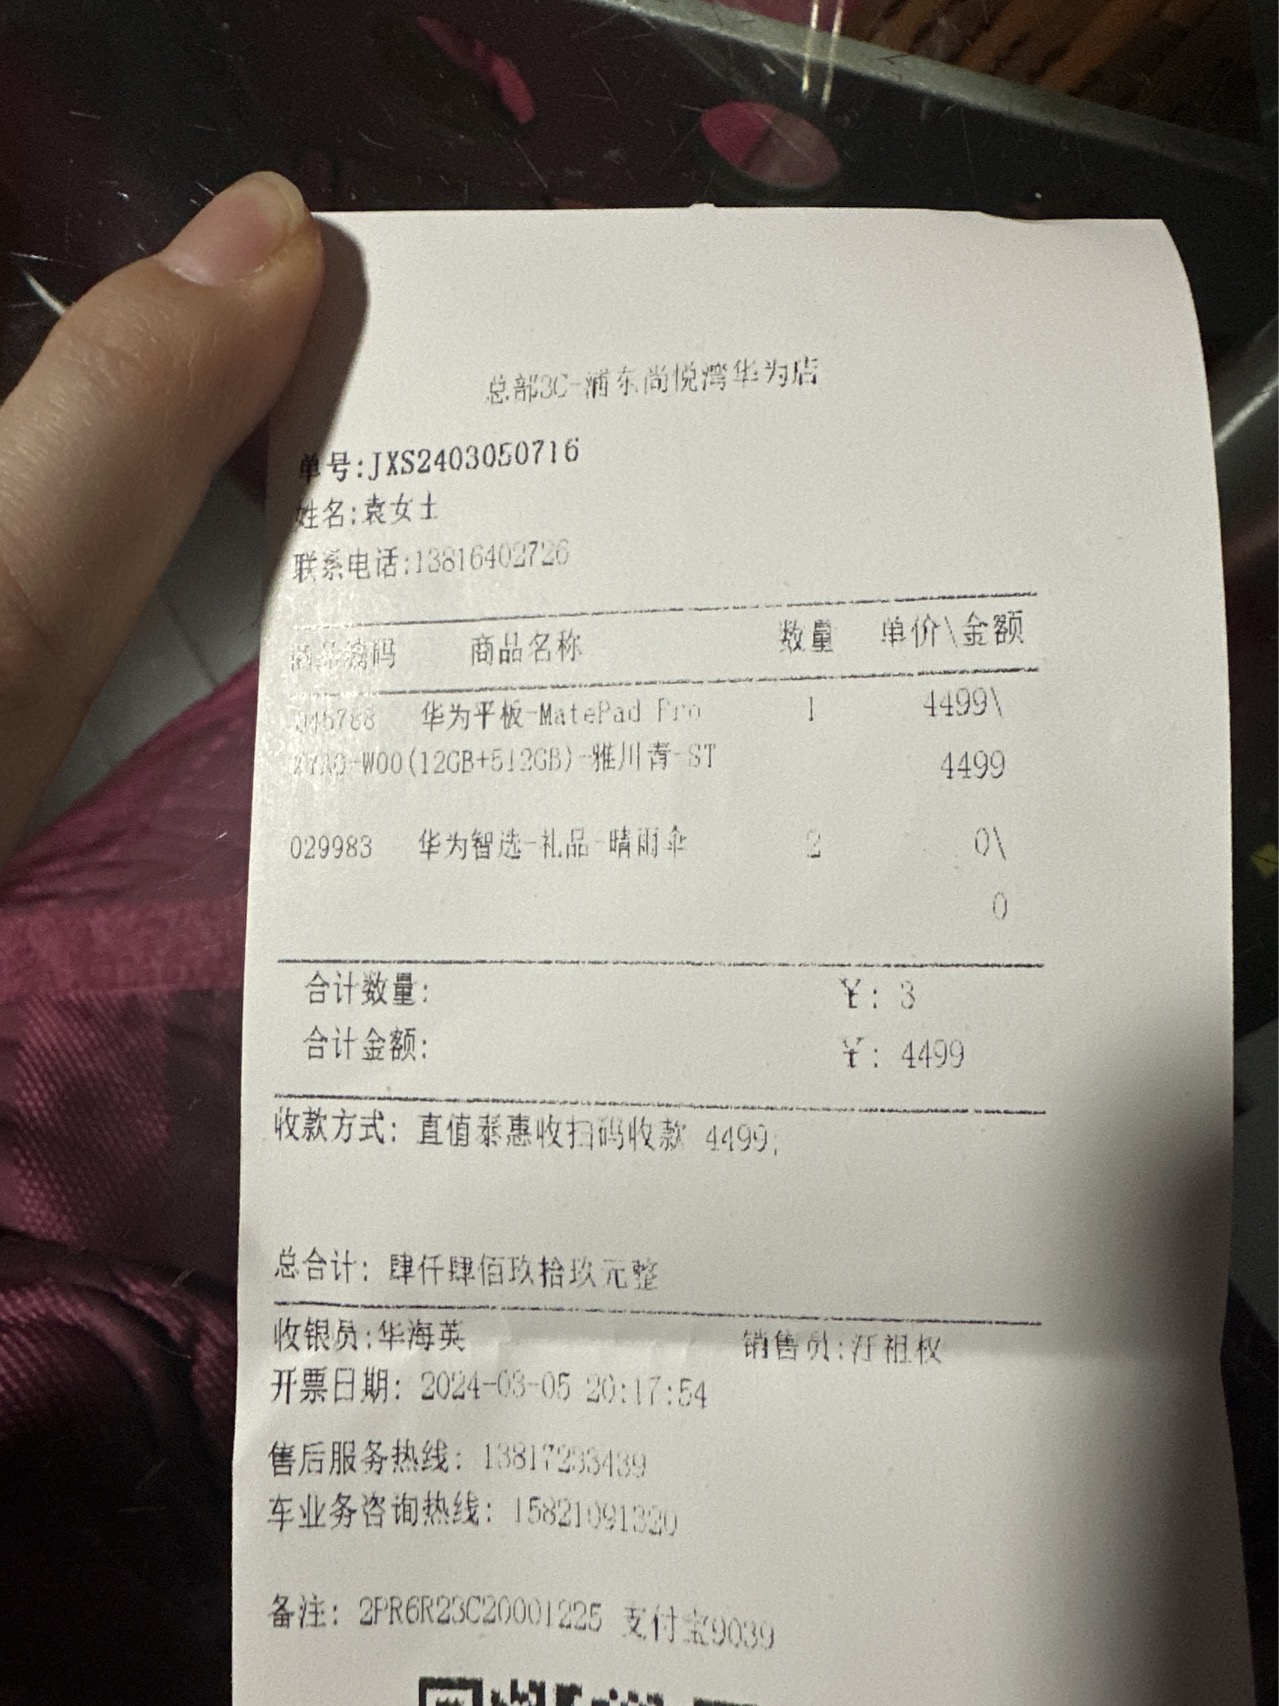 总部3C-浦东尚悦湾华为店
单号:JXS2403050716
姓名:袁女士
联系电话:13816402726
商品编码 商品名称 数量 单价\金额
华为平板-MatePad Pro 1 4499\
W00(12GB+512GB)-雅川青-ST 4499
029983 华为智选-礼品-晴雨伞 2 0\
0
合计数量: ¥: 3
合计金额: ¥: 4499
收款方式: 直值泰惠收扫码收款 4499;
总合计: 肆仟肆佰玖拾玖元整
收银员:华海英 销售员:汪祖权
开票日期: 2024-03-05 20:17:54
售后服务热线: 13817233439
车业务咨询热线: 15821091320
备注: 2PR6R23C20001225 支付宝9039